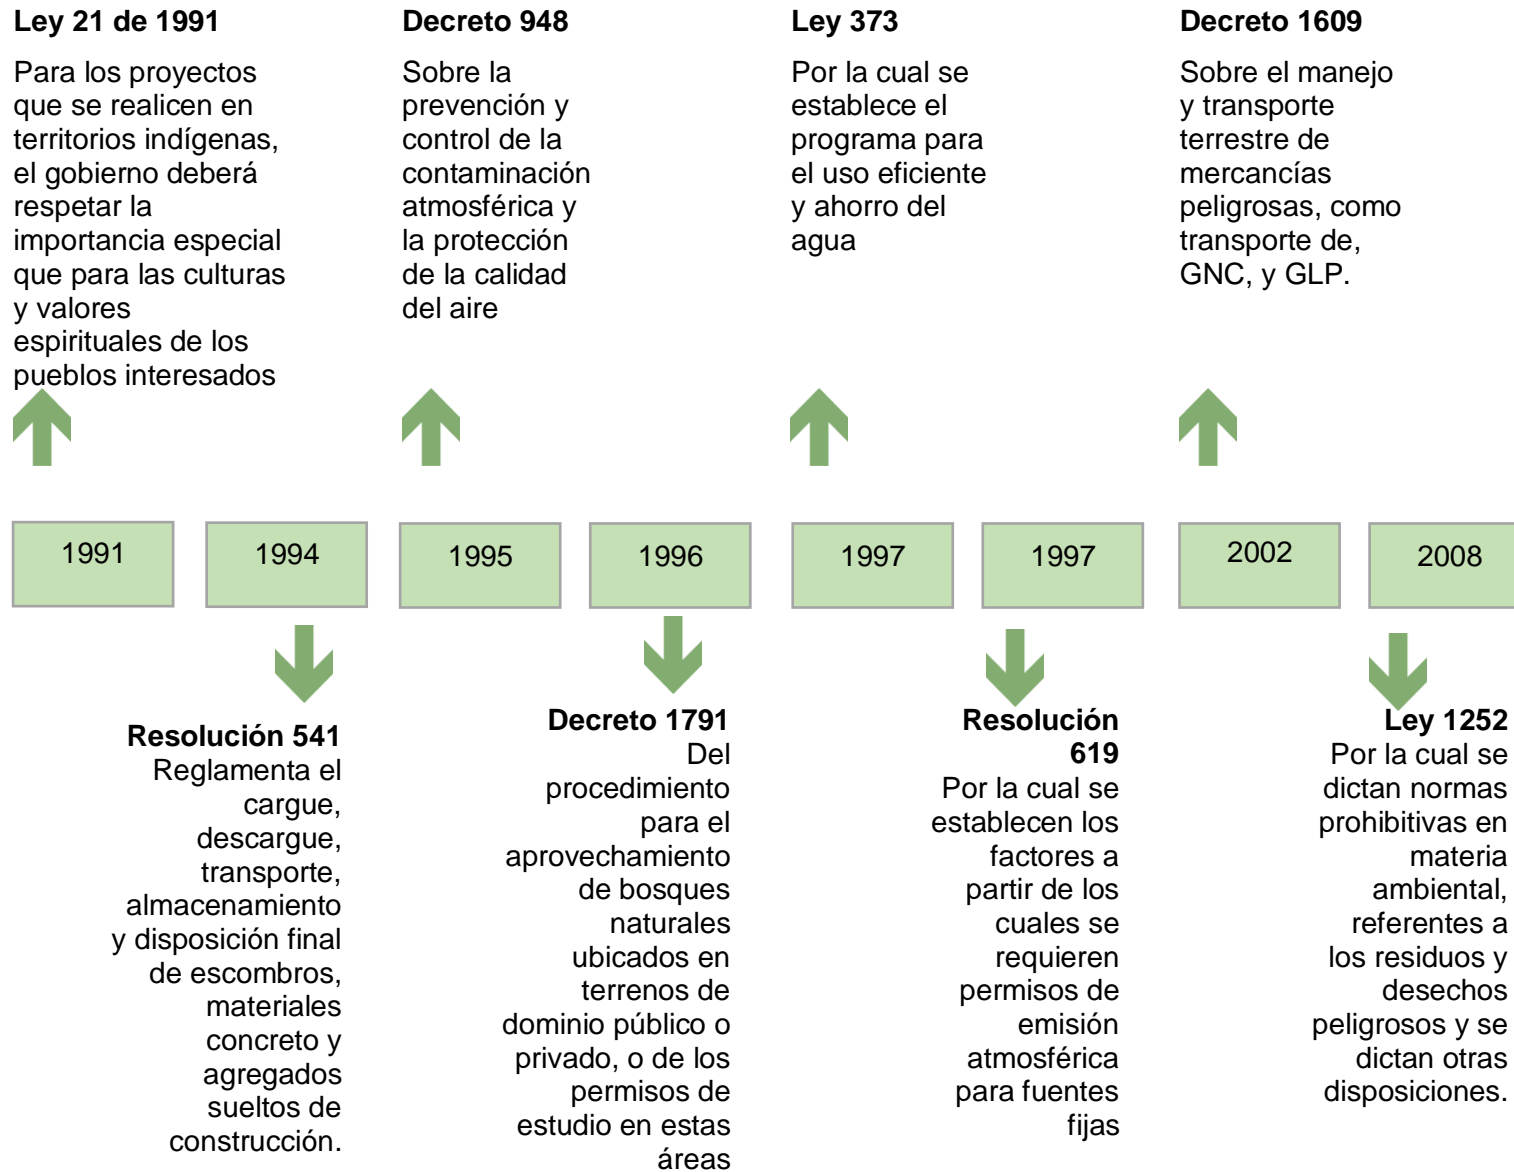 Ley 21 de 1991
Para los proyectos
que se realicen en
territorios indígenas,
el gobierno deberá
respetar la
importancia especial
que para las culturas
y valores
espirituales de los
pueblos interesados
Decreto 948
Sobre la
prevención y
control de la
contaminación
atmosférica y
la protección
de la calidad
del aire
Ley 373
Por la cual se
establece el
programa para
el uso eficiente
y ahorro del
agua
Decreto 1609
Sobre el manejo
y transporte
terrestre de
mercancías
peligrosas, como
transporte de,
GNC, y GLP.
1991
1994
1995
1996
1997
1997
2002
2008
Resolución 541
Reglamenta el
cargue,
descargue,
transporte,
almacenamiento
y disposición final
de escombros,
materiales
concreto y
agregados
sueltos de
construcción.
Decreto 1791
Del
procedimiento
para el
aprovechamiento
de bosques
naturales
ubicados en
terrenos de
dominio público o
privado, o de los
permisos de
estudio en estas
áreas
Resolución
619
Por la cual se
establecen los
factores a
partir de los
cuales se
requieren
permisos de
emisión
atmosférica
para fuentes
fijas
Ley 1252
Por la cual se
dictan normas
prohibitivas en
materia
ambiental,
referentes a
los residuos y
desechos
peligrosos y se
dictan otras
disposiciones.